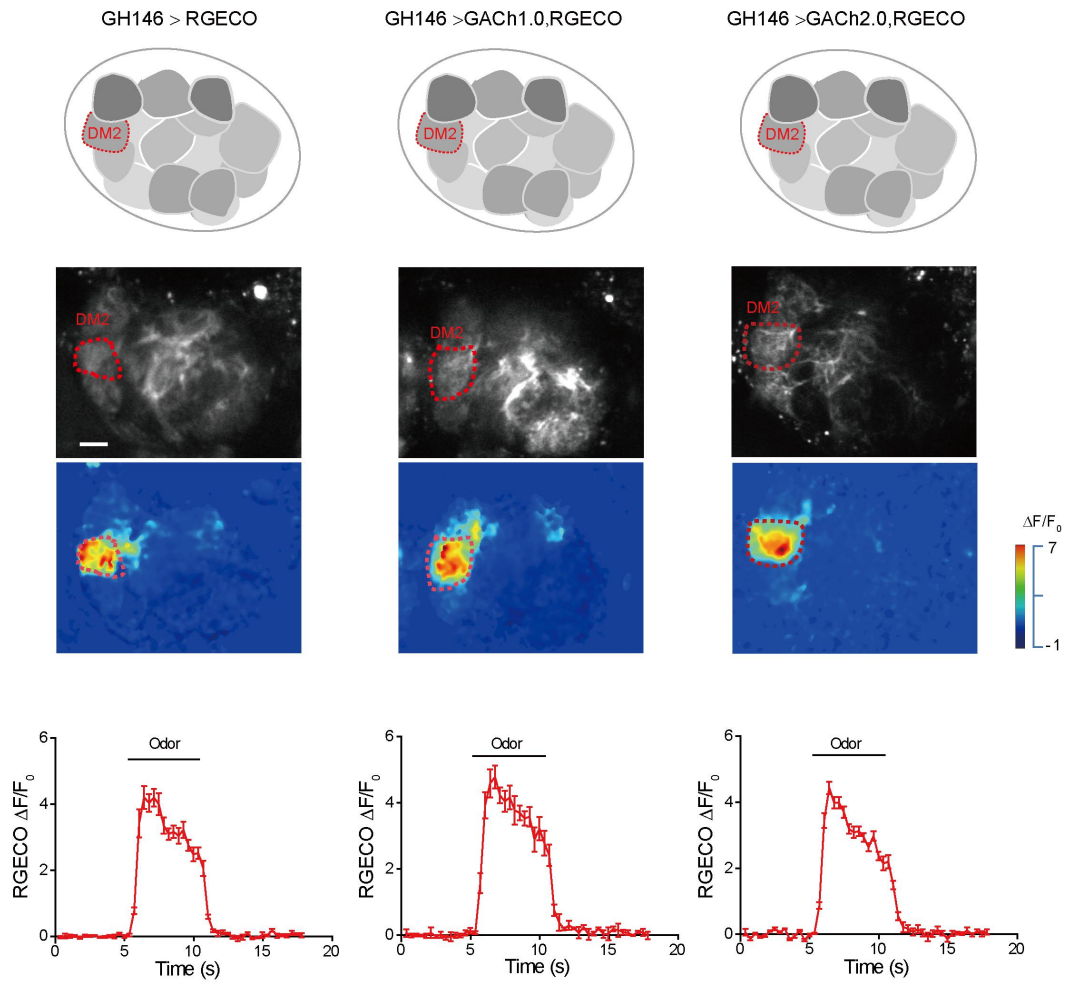 GH146 > RGECO
GH146 >GACh1.0,RGECO
GH146 >GACh2.0,RGECO
DM2
DM2
DM2
DM2
DM2
DM2
ΔF/F0
7
-1
RGECO ΔF/F0
6
4
2
0
Odor
0
5
10
15
20
Time (s)
RGECO ΔF/F0
6
4
2
0
Odor
0
5
10
15
20
Time (s)
RGECO ΔF/F0
6
4
2
0
Odor
0
5
10
15
20
Time (s)